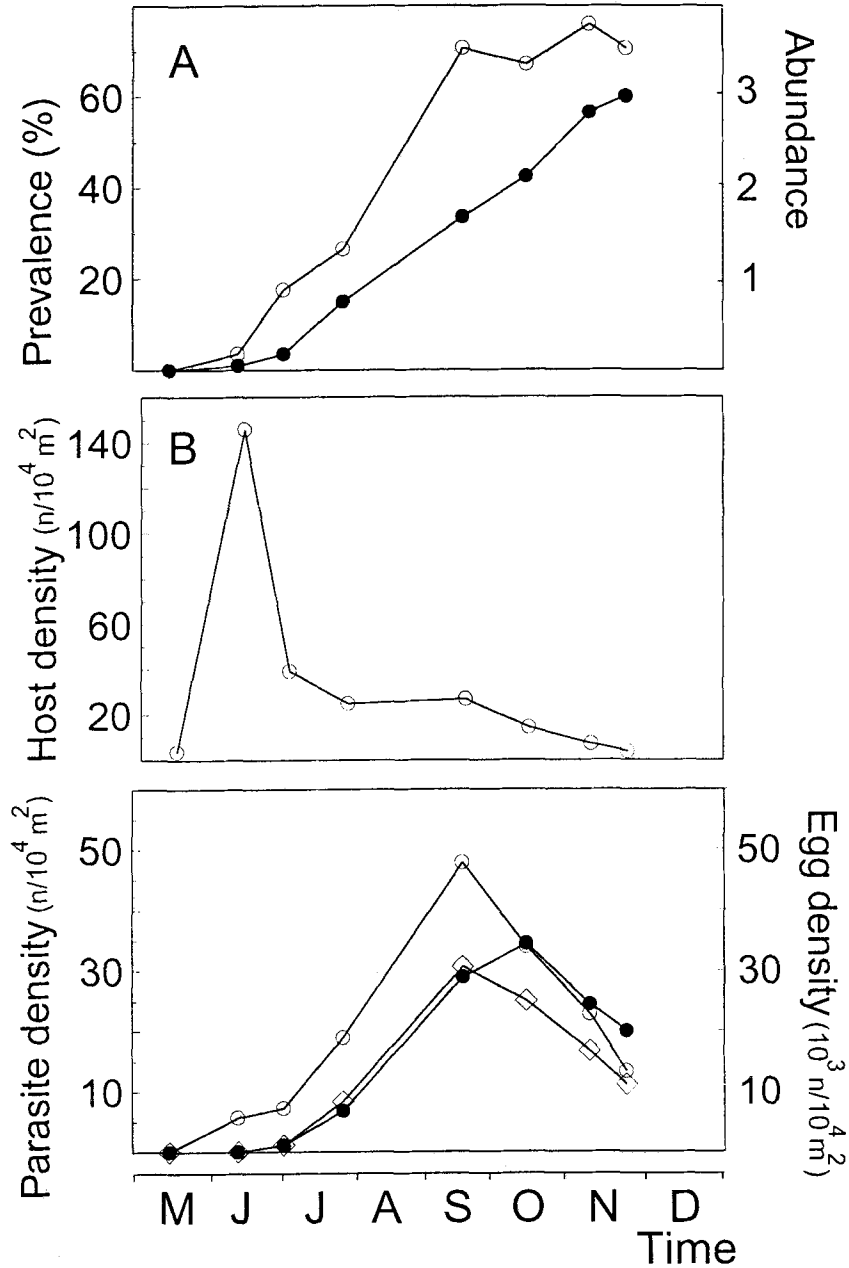 A
Prevalence (%)
60
40
20
Abundance
3
2
1
B
Host density (n/10⁴ m²)
140
100
60
20
Parasite density (n/10⁴ m²)
50
30
10
Egg density (10³ n/10⁴ m²)
50
30
10
M J J A S O N D
Time